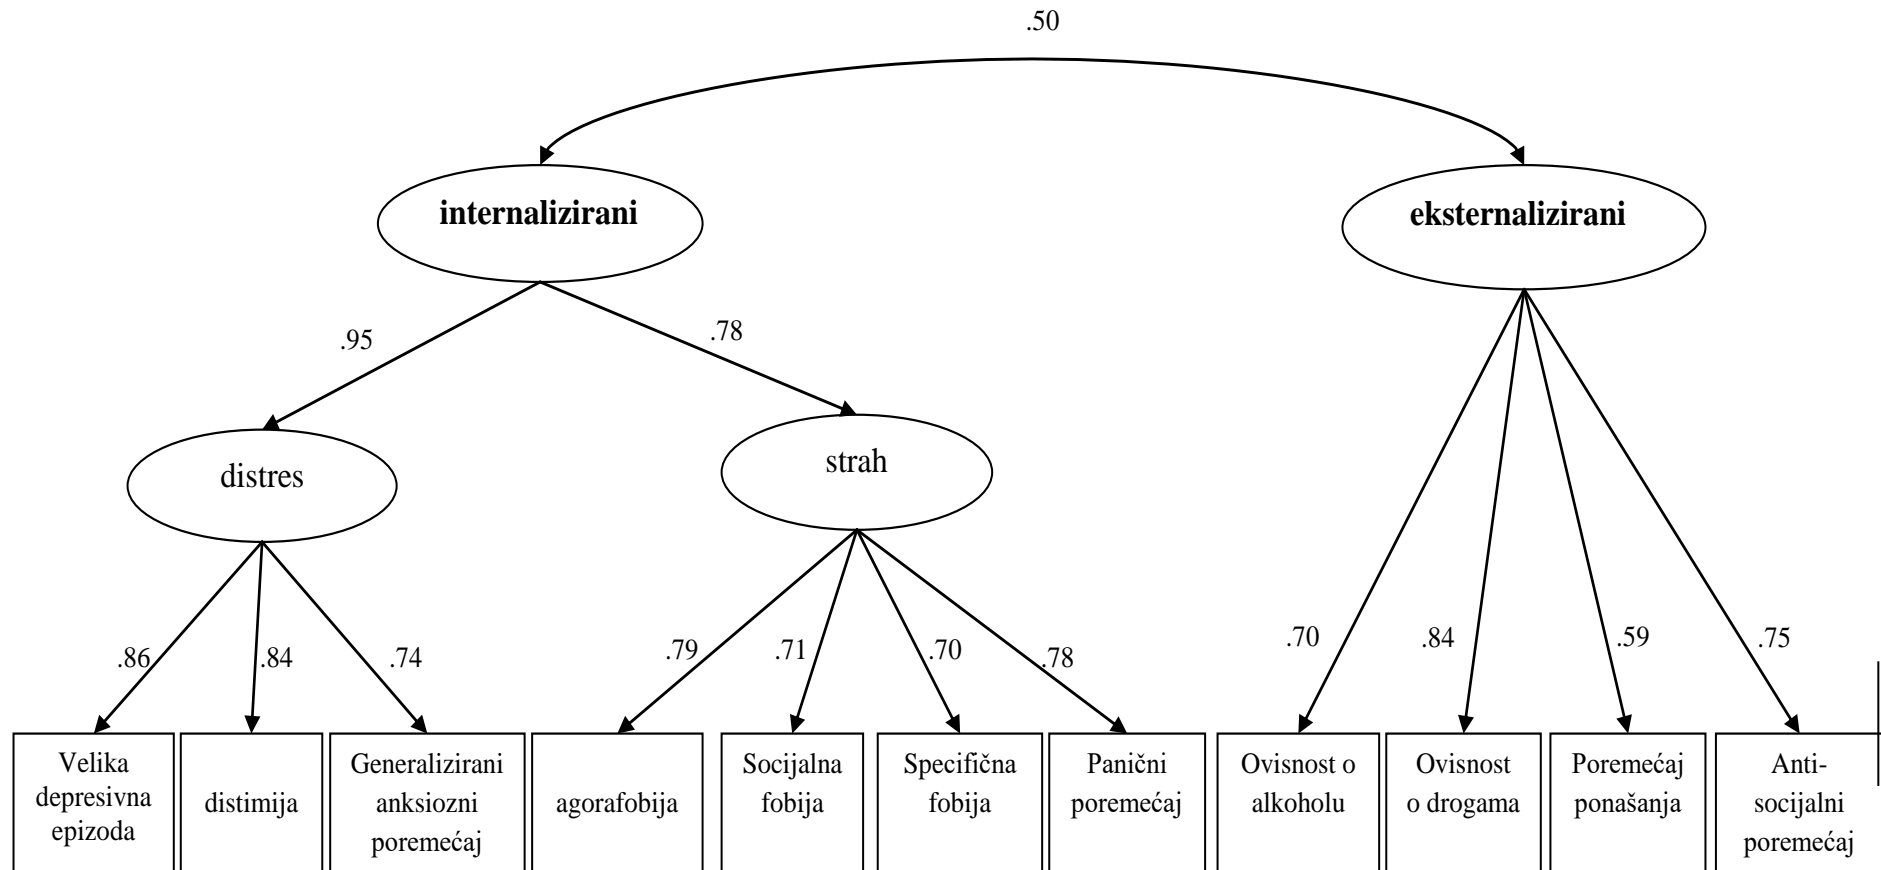 .50
internalizirani
eksternalizirani
.95
.78
distres
strah
.86
.84
.74
.79
.71
.70
.78
.70
.84
.59
.75
Velika
depresivna
epizoda
distimija
Generalizirani
anksiozni
poremećaj
agorafobija
Socijalna
fobija
Specifična
fobija
Panični
poremećaj
Ovisnost o
alkoholu
Ovisnost
o drogama
Poremećaj
ponašanja
Anti-
socijalni
poremećaj